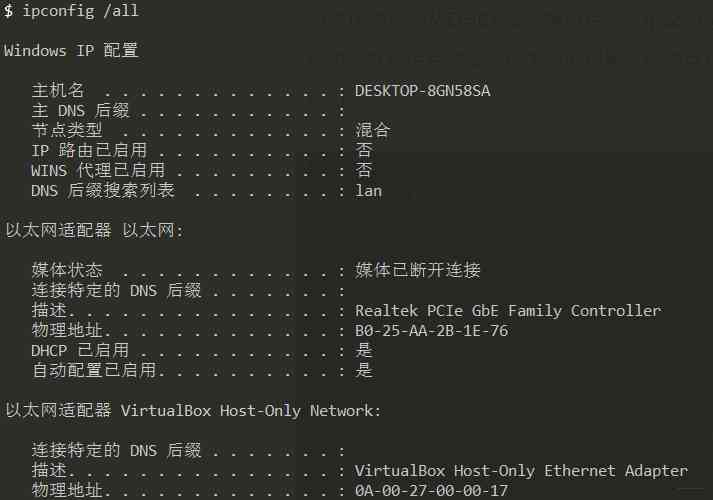 $ ipconfig /all
Windows IP 配置
主机名 . . . . . . . . . . . . . : DESKTOP-8GN58SA
主 DNS 后缀 . . . . . . . . . . . :
节点类型 . . . . . . . . . . . . : 混合
IP 路由已启用 . . . . . . . . . . : 否
WINS 代理已启用 . . . . . . . . . : 否
DNS 后缀搜索列表 . . . . . . . . : lan
以太网适配器 以太网:
媒体状态 . . . . . . . . . . . . : 媒体已断开连接
连接特定的 DNS 后缀 . . . . . . . :
描述. . . . . . . . . . . . . . . : Realtek PCIe GbE Family Controller
物理地址. . . . . . . . . . . . . : B0-25-AA-2B-1E-76
DHCP 已启用 . . . . . . . . . . . : 是
自动配置已启用. . . . . . . . . . : 是
以太网适配器 VirtualBox Host-Only Network:
连接特定的 DNS 后缀 . . . . . . . :
描述. . . . . . . . . . . . . . . : VirtualBox Host-Only Ethernet Adapter
物理地址. . . . . . . . . . . . . : 0A-00-27-00-00-17